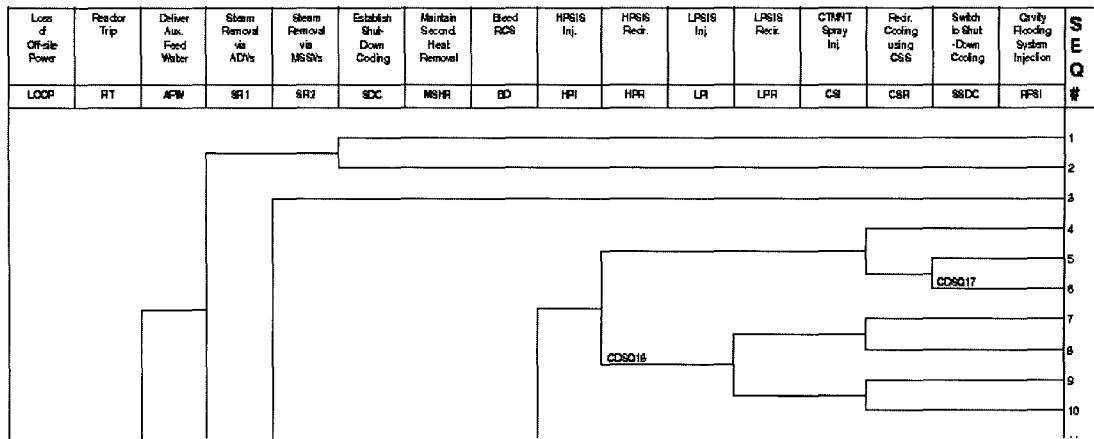 Loss of Off-site Power
Reactor Trip
Deliver Aux. Feed Water
Steam Removal via ADVs
Steam Removal via MSSVs
Establish Shut-Down Cooling
Maintain Second. Heat Removal
Bleed RCS
HPSIS Inj.
HPSIS Recir.
LPSIS Inj.
LPSIS Recir.
CTMNT Spray Inj.
Recir. Cooling using CSS
Switch to Shut-Down Cooling
Cavity Flooding System Injection
SEQ#
LOOP RT AFW SR1 SR2 SDC MSHR BD HPI HPR LPI LPR CSI CSR SSDC RFSI
1
2
3
4
5
CDSQ17
6
7
CDSQ16
8
9
10